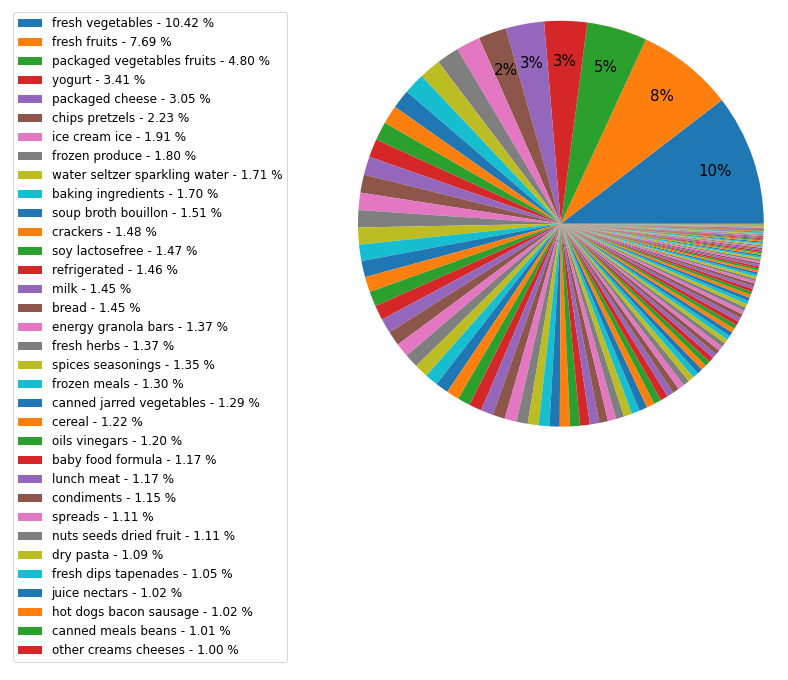 fresh vegetables - 10.42 %
fresh fruits - 7.69 %
packaged vegetables fruits - 4.80 %
yogurt - 3.41 %
packaged cheese - 3.05 %
chips pretzels - 2.23 %
ice cream ice - 1.91 %
frozen produce - 1.80 %
water seltzer sparkling water - 1.71 %
baking ingredients - 1.70 %
soup broth bouillon - 1.51 %
crackers - 1.48 %
soy lactosefree - 1.47 %
refrigerated - 1.46 %
milk - 1.45 %
bread - 1.45 %
energy granola bars - 1.37 %
fresh herbs - 1.37 %
spices seasonings - 1.35 %
frozen meals - 1.30 %
canned jarred vegetables - 1.29 %
cereal - 1.22 %
oils vinegars - 1.20 %
baby food formula - 1.17 %
lunch meat - 1.17 %
condiments - 1.15 %
spreads - 1.11 %
nuts seeds dried fruit - 1.11 %
dry pasta - 1.09 %
fresh dips tapenades - 1.05 %
juice nectars - 1.02 %
hot dogs bacon sausage - 1.02 %
canned meals beans - 1.01 %
other creams cheeses - 1.00 %
2%
3%
3%
5%
8%
10%